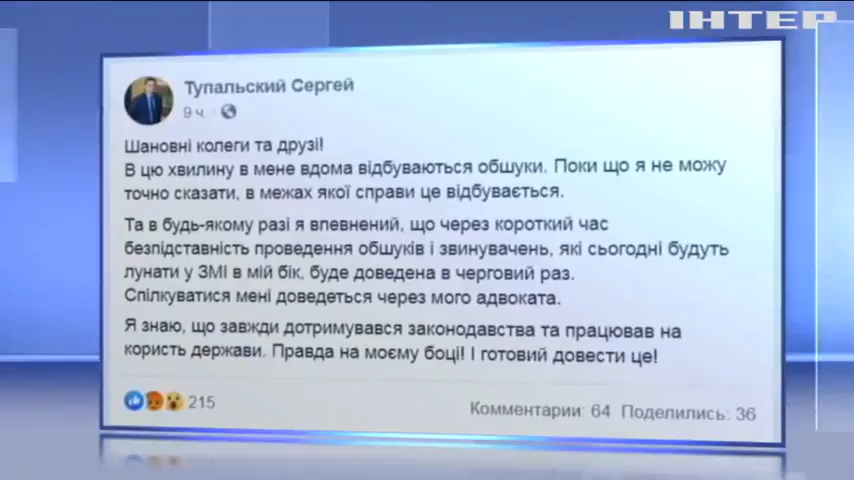 ІНТЕР
Тупальский Сергей
9 ч. ·
Шановні колеги та друзі!
В цю хвилину в мене вдома відбуваються обшуки. Поки що я не можу
точно сказати, в межах якої справи це відбувається.
Та в будь-якому разі я впевнений, що через короткий час
безпідставність проведення обшуків і звинувачень, які сьогодні будуть
лунати у ЗМІ в мій бік, буде доведена в черговий раз.
Спілкуватися мені доведеться через мого адвоката.
Я знаю, що завжди дотримувався законодавства та працював на
користь держави. Правда на моєму боці! І готовий довести це!
215
Комментарии: 64 Поделились: 36